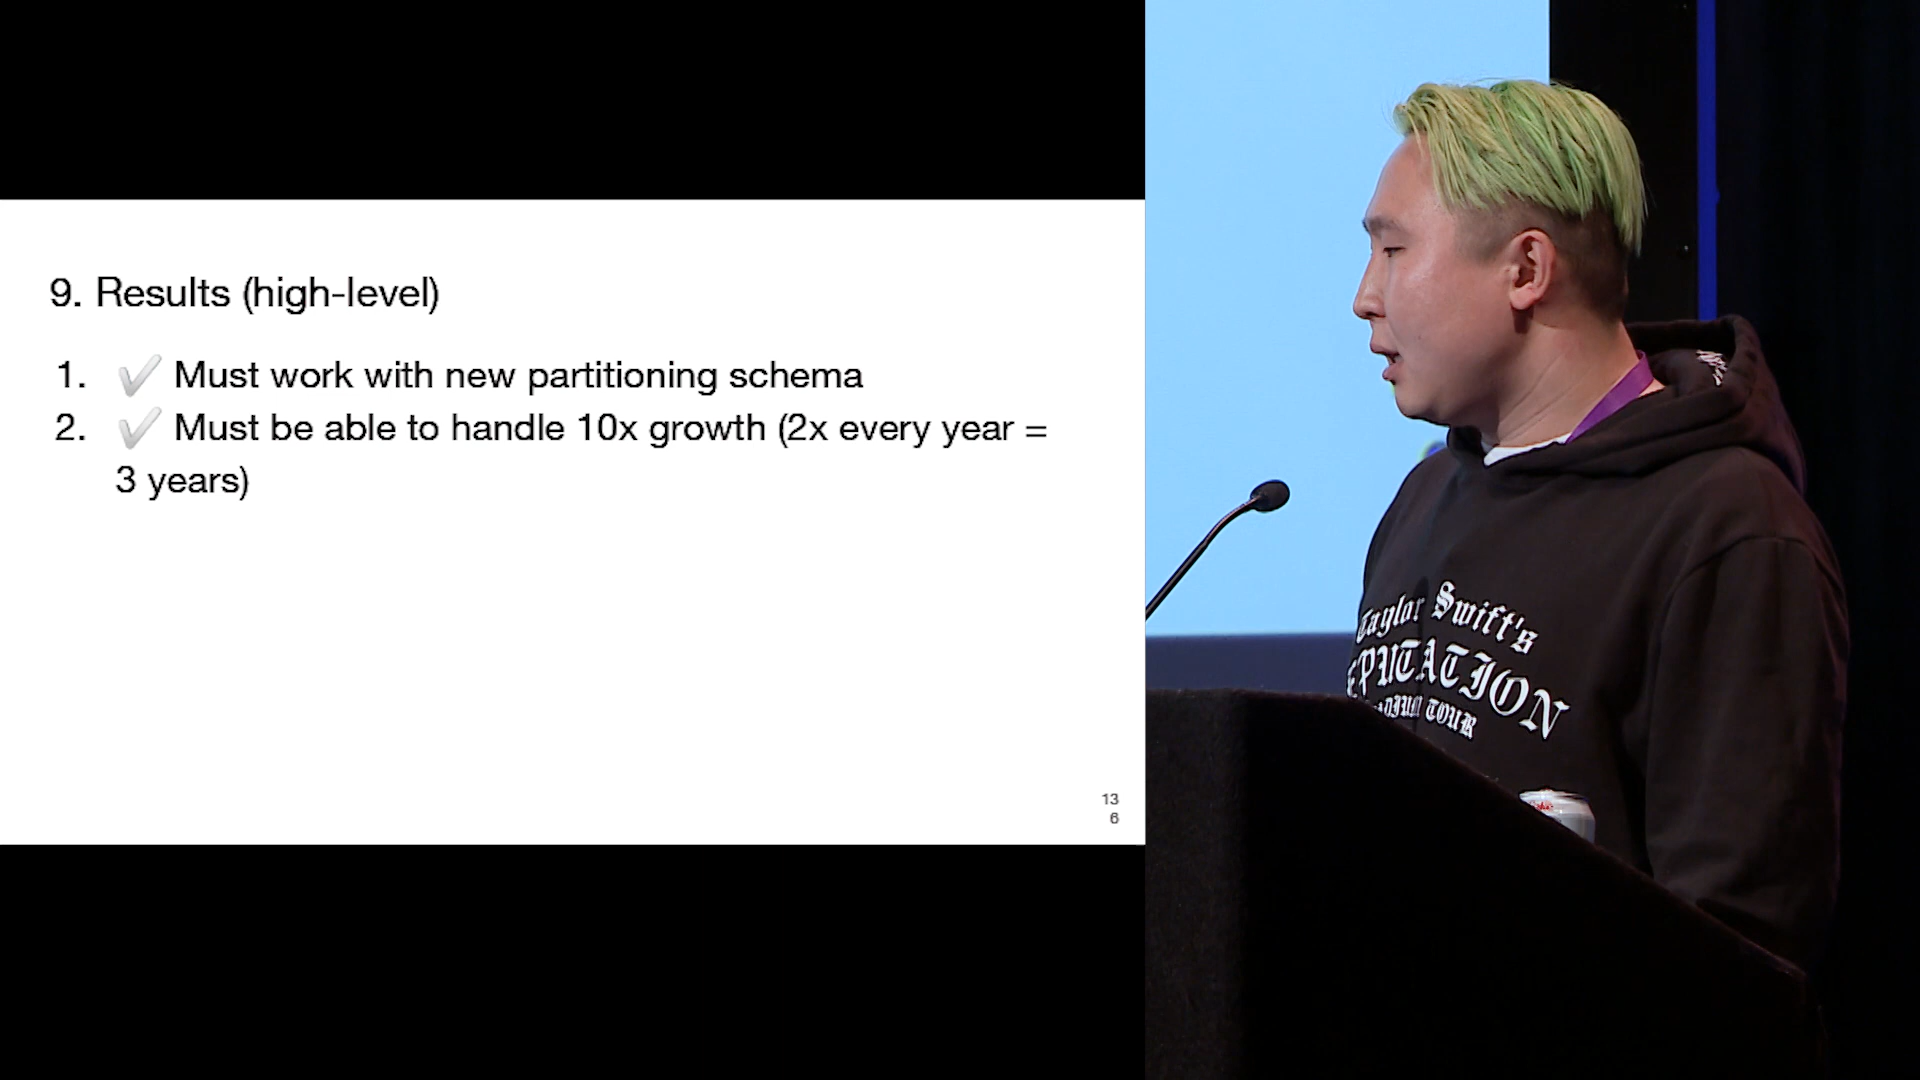 9. Results (high-level)
1. ✔ Must work with new partitioning schema
2. ✔ Must be able to handle 10x growth (2x every year =
3 years)
13
6
Taylor Swift's
EPUTATION
ADIUM TOUR